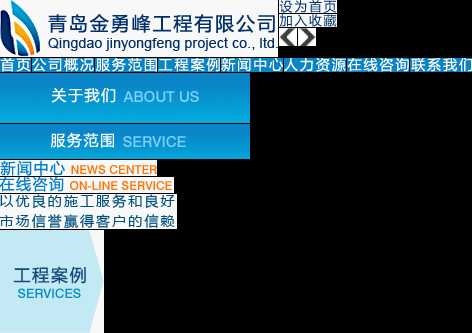 青岛金勇峰工程有限公司
Qingdao jinyongfeng project co., ltd.
设为首页
加入收藏
首页公司概况服务范围工程案例新闻中心人力资源在线咨询联系我们
关于我们 ABOUT US
服务范围 SERVICE
新闻中心 NEWS CENTER
在线咨询 ON-LINE SERVICE
以优良的施工服务和良好
市场信誉赢得客户的信赖
工程案例
SERVICES